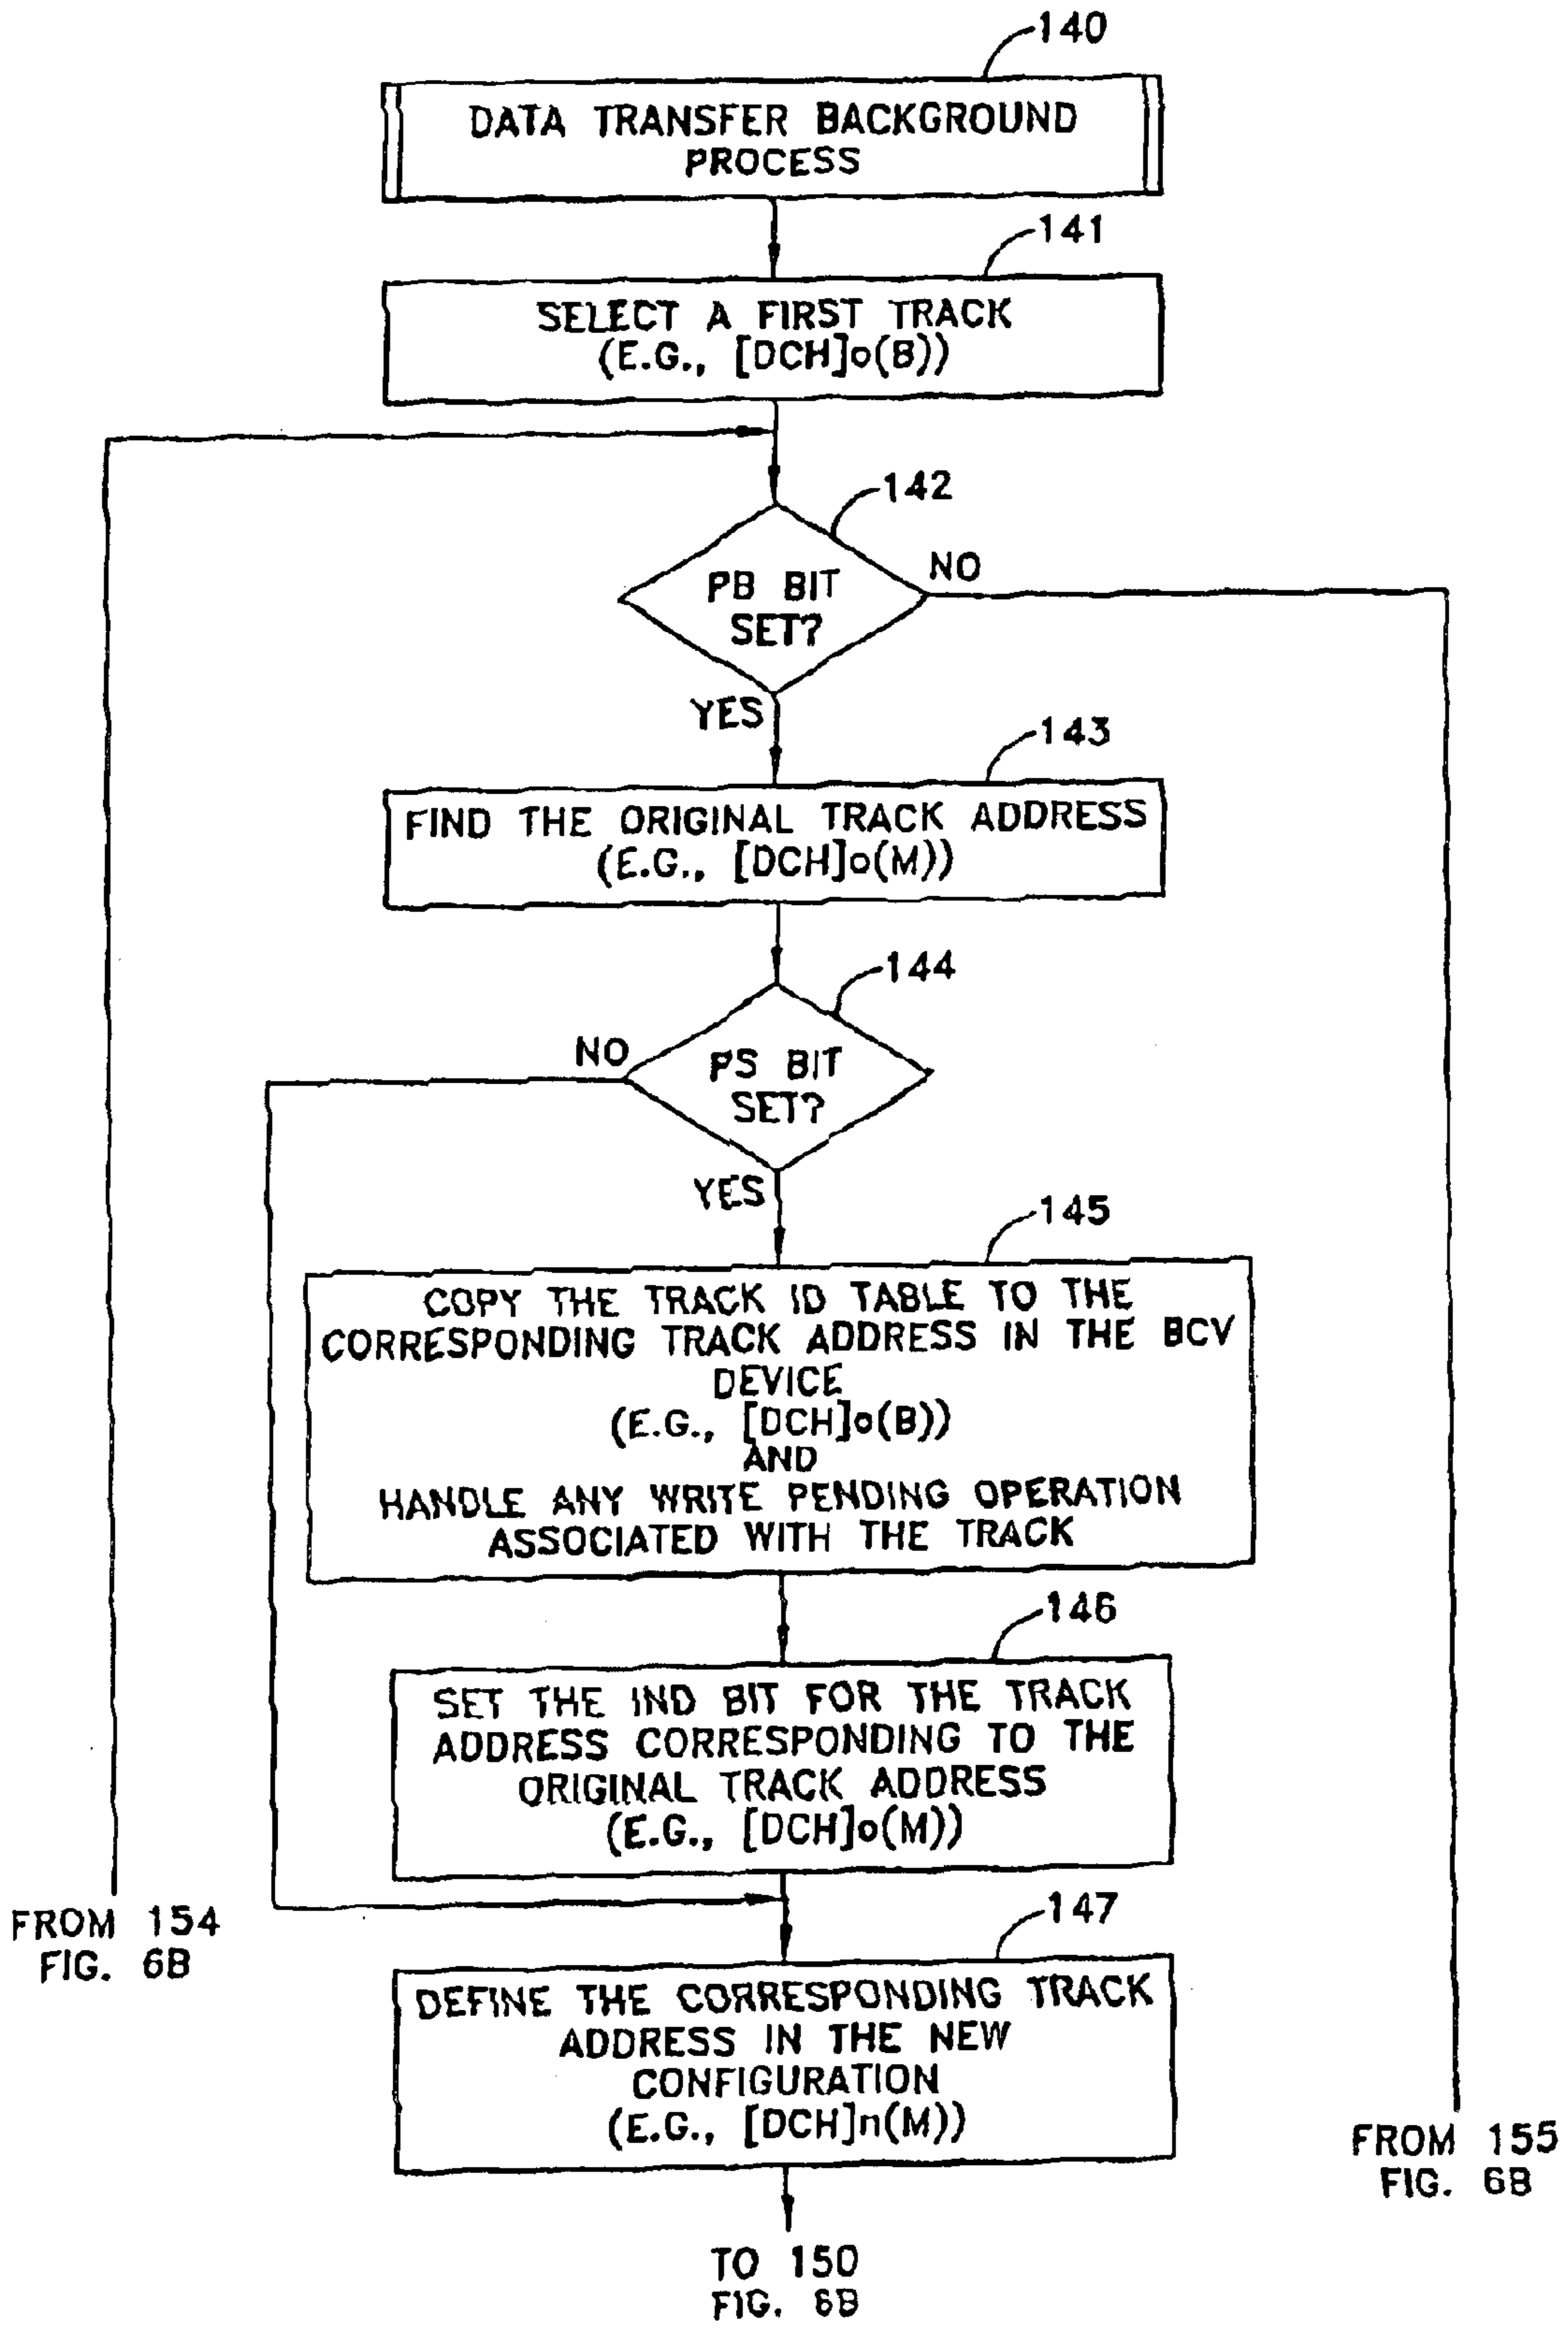 140
DATA TRANSFER BACKGROUND
PROCESS
141
SELECT A FIRST TRACK
(E.G., [DCH]o(B))
142
PB BIT
SET?
NO
YES
143
FIND THE ORIGINAL TRACK ADDRESS
(E.G., [DCH]o(M))
144
NO
PS BIT
SET?
YES
145
COPY THE TRACK ID TABLE TO THE
CORRESPONDING TRACK ADDRESS IN THE BCV
DEVICE
(E.G., [DCH]o(B))
AND
HANDLE ANY WRITE PENDING OPERATION
ASSOCIATED WITH THE TRACK
146
SET THE IND BIT FOR THE TRACK
ADDRESS CORRESPONDING TO THE
ORIGINAL TRACK ADDRESS
(E.G., [DCH]o(M))
FROM 154
FIG. 6B
147
DEFINE THE CORRESPONDING TRACK
ADDRESS IN THE NEW
CONFIGURATION
(E.G., [DCH]n(M))
FROM 155
FIG. 6B
TO 150
FIG. 6B